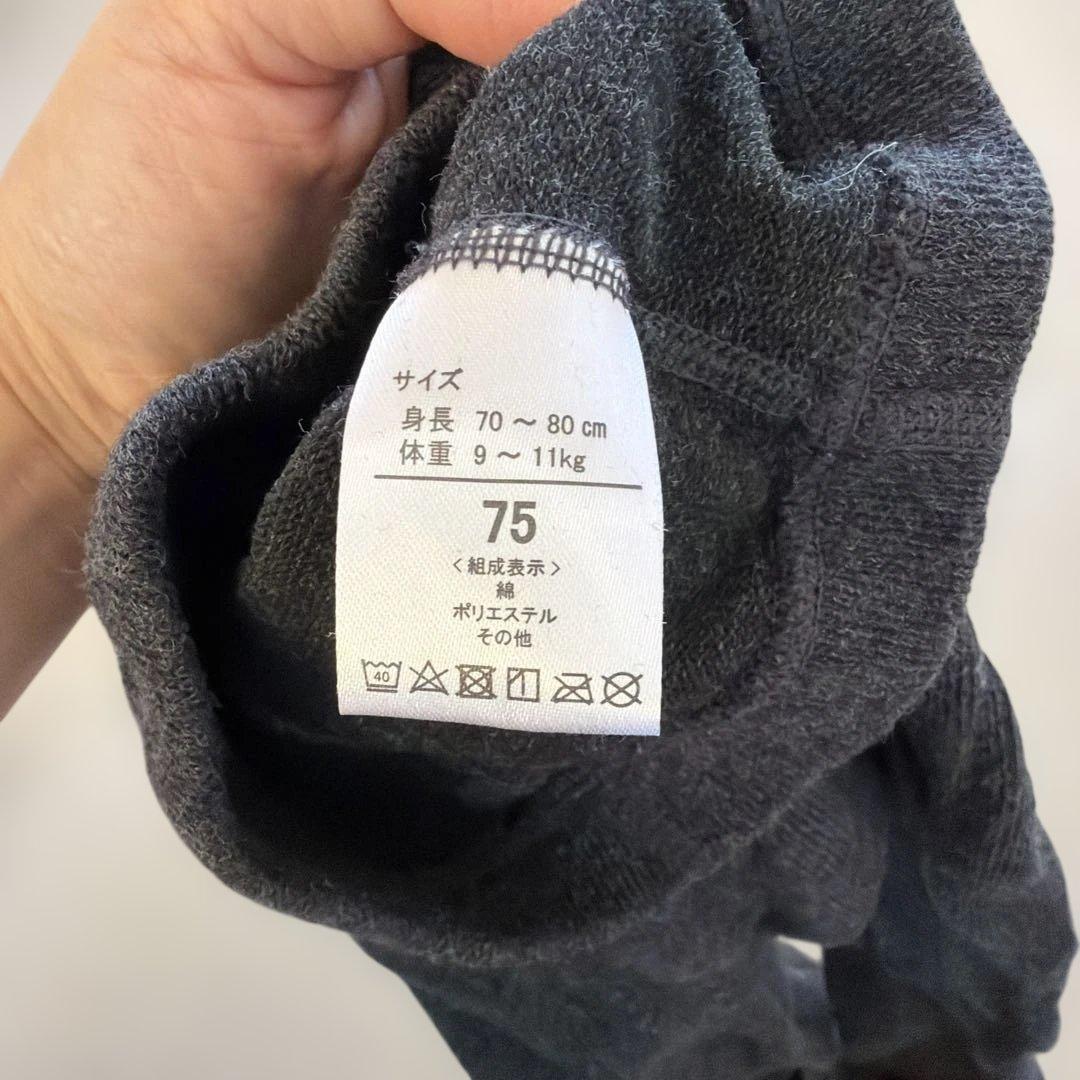 サイズ
身長 70 ～ 80 cm
体重 9 ～ 11kg
75
〈組成表示〉
綿
ポリエステル
その他
40